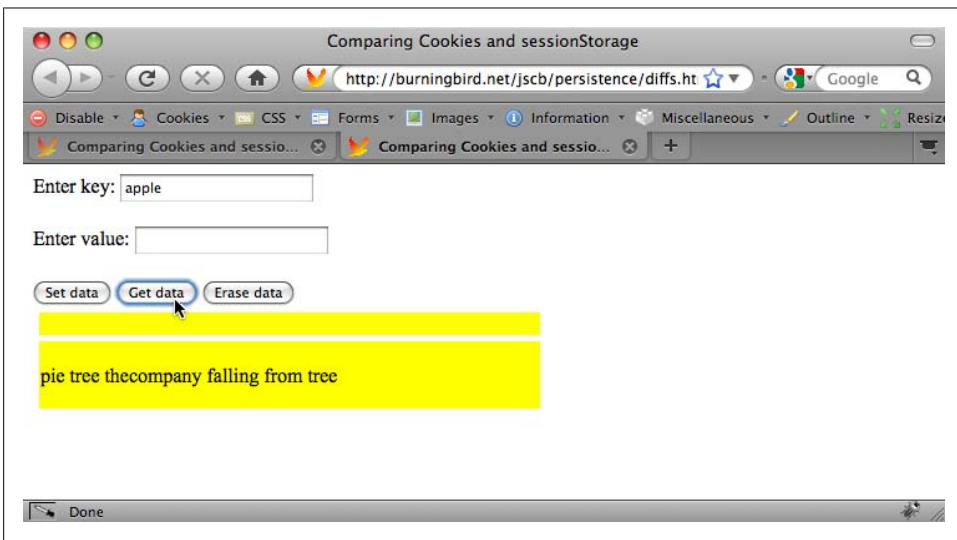 Comparing Cookies and sessionStorage
http://burningbird.net/jscb/persistence/diffs.ht
Google
Disable Cookies CSS Forms Images Information Miscellaneous Outline Resize
Comparing Cookies and sessio... Comparing Cookies and sessio... +
Enter key: apple
Enter value:
Set data Get data Erase data
pie tree thecompany falling from tree
Done